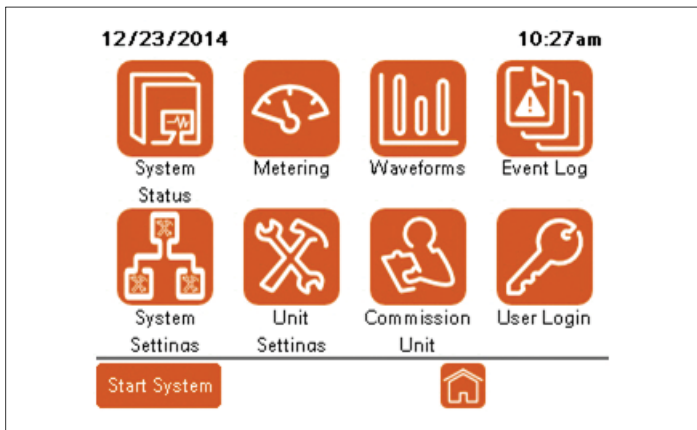 12/23/2014 10:27am
System Metering Waveforms Event Log
Status
System Unit Commission User Login
Settings Settings Unit
Start System